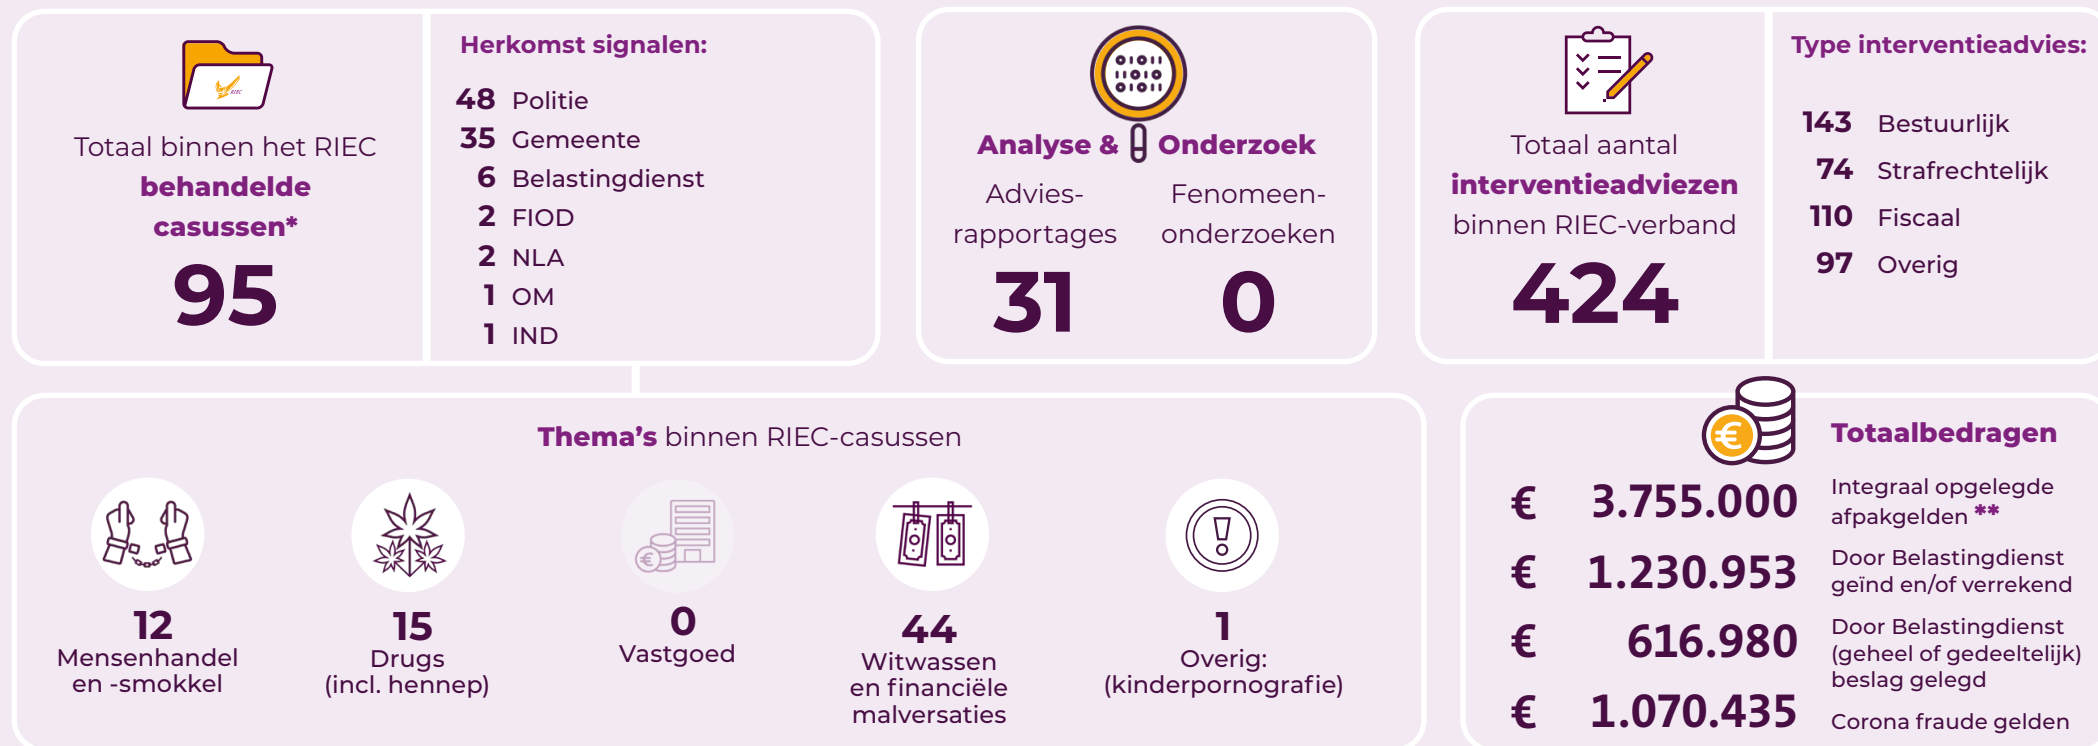 Totaal binnen het RIEC
behandelde
casussen*
95
Herkomst signalen:
48 Politie
35 Gemeente
6 Belastingdienst
2 FIOD
2 NLA
1 OM
1 IND
Analyse & Onderzoek
Advies-
rapportages
31
Fenomeen-
onderzoeken
0
Totaal aantal
interventieadviezen
binnen RIEC-verband
424
Type interventieadvies:
143 Bestuurlijk
74 Strafrechtelijk
110 Fiscaal
97 Overig
Thema's binnen RIEC-casussen
12
Mensenhandel
en -smokkel
15
Drugs
(incl. hennep)
0
Vastgoed
44
Witwassen
en financiële
malversaties
1
Overig:
(kinderpornografie)
Totaalbedragen
€ 3.755.000 Integraal opgelegde
afpakgelden **
€ 1.230.953 Door Belastingdienst
geïnd en/of verrekend
€ 616.980 Door Belastingdienst
(geheel of gedeeltelijk)
beslag gelegd
€ 1.070.435 Corona fraude gelden